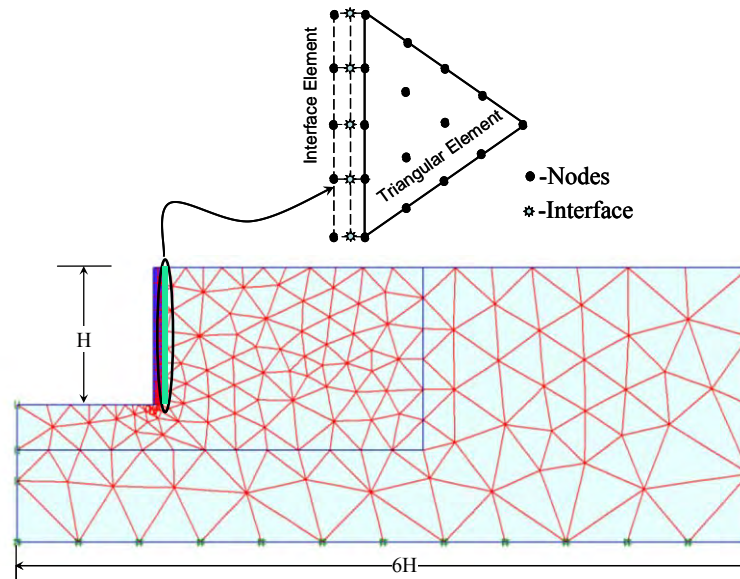 Interface Element
Triangular Element
-Nodes
-Interface
H
6H